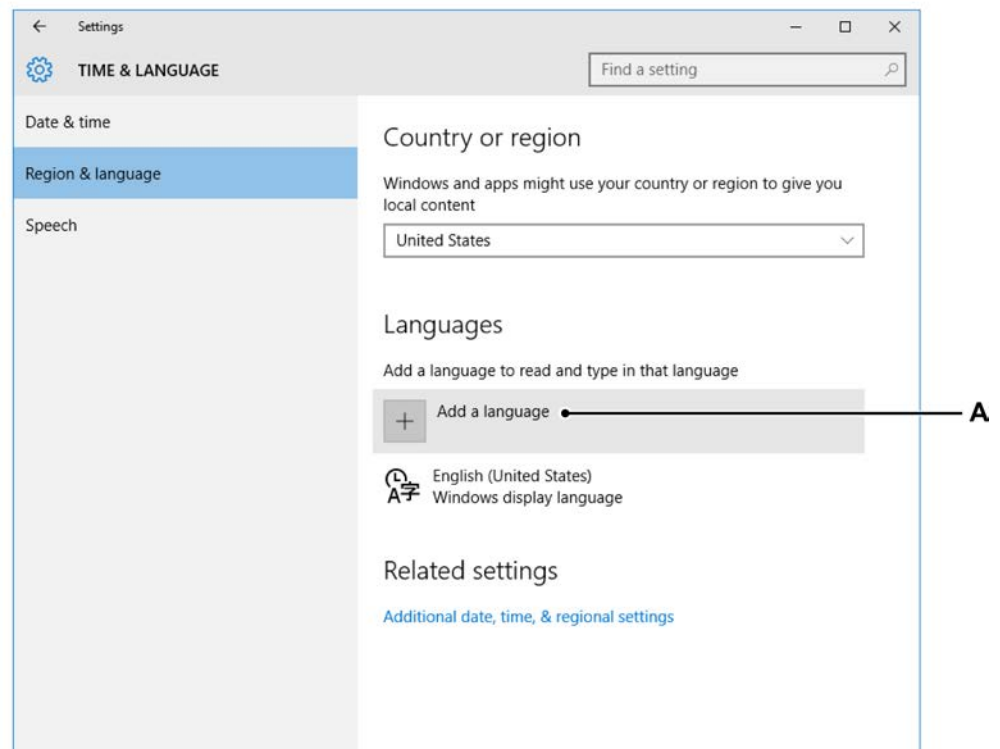 Settings
TIME & LANGUAGE
Find a setting
Date & time
Region & language
Speech
Country or region
Windows and apps might use your country or region to give you
local content
United States
Languages
Add a language to read and type in that language
Add a language
A
English (United States)
A字
Windows display language
Related settings
Additional date, time, & regional settings